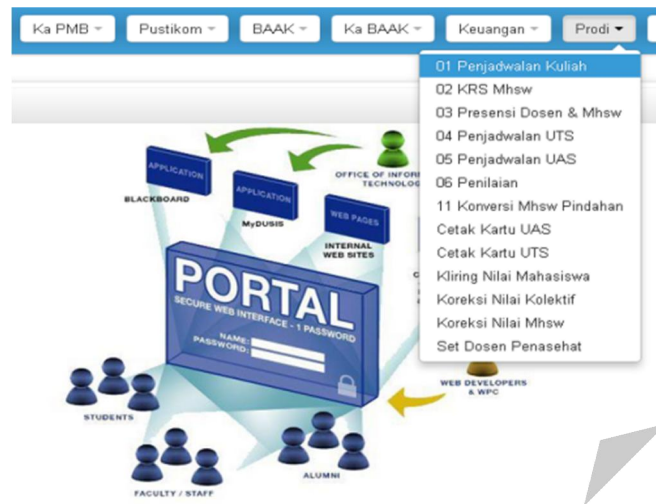 Ka PMB
Pustikom
BAAK
Ka BAAK
Keuangan
Prodi
01 Penjadwalan Kuliah
02 KRS Mhsw
03 Presensi Dosen & Mhsw
04 Penjadwalan UTS
05 Penjadwalan UAS
06 Penilaian
11 Konversi Mhsw Pindahan
Cetak Kartu UAS
Cetak Kartu UTS
Kliring Nilai Mahasiswa
Koreksi Nilai Kolektif
Koreksi Nilai Mhsw
Set Dosen Penasehat
OFFICE OF
APPLICATION
BLACKBOARD
APPLICATION
MyDUSIS
WEB PAGES
INTERNAL
WEB SITES
PORTAL
SECURE WEB INTERFACE - 1 PASSWORD
NAME:
PASSWORD:
WEB DEVELOPERS
& WPC
STUDENTS
FACULTY / STAFF
ALUMNI